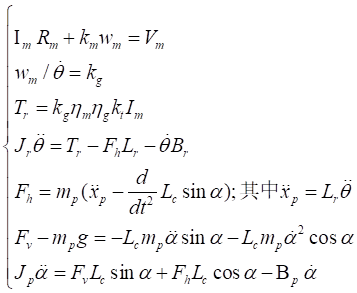 I_m R_m + k_m w_m = V_m
w_m / θ̇ = k_g
T_r = k_g η_m η_g k_t I_m
J_r θ̈ = T_r − F_h L_r − θ̇ B_r
F_h = m_p (ẍ_p − d/dt² L_c sin α); 其中 ẍ_p = L_r θ̈
F_v − m_p g = −L_c m_p α̈ sin α − L_c m_p α̇² cos α
J_p α̈ = F_v L_c sin α + F_h L_c cos α − B_p α̇